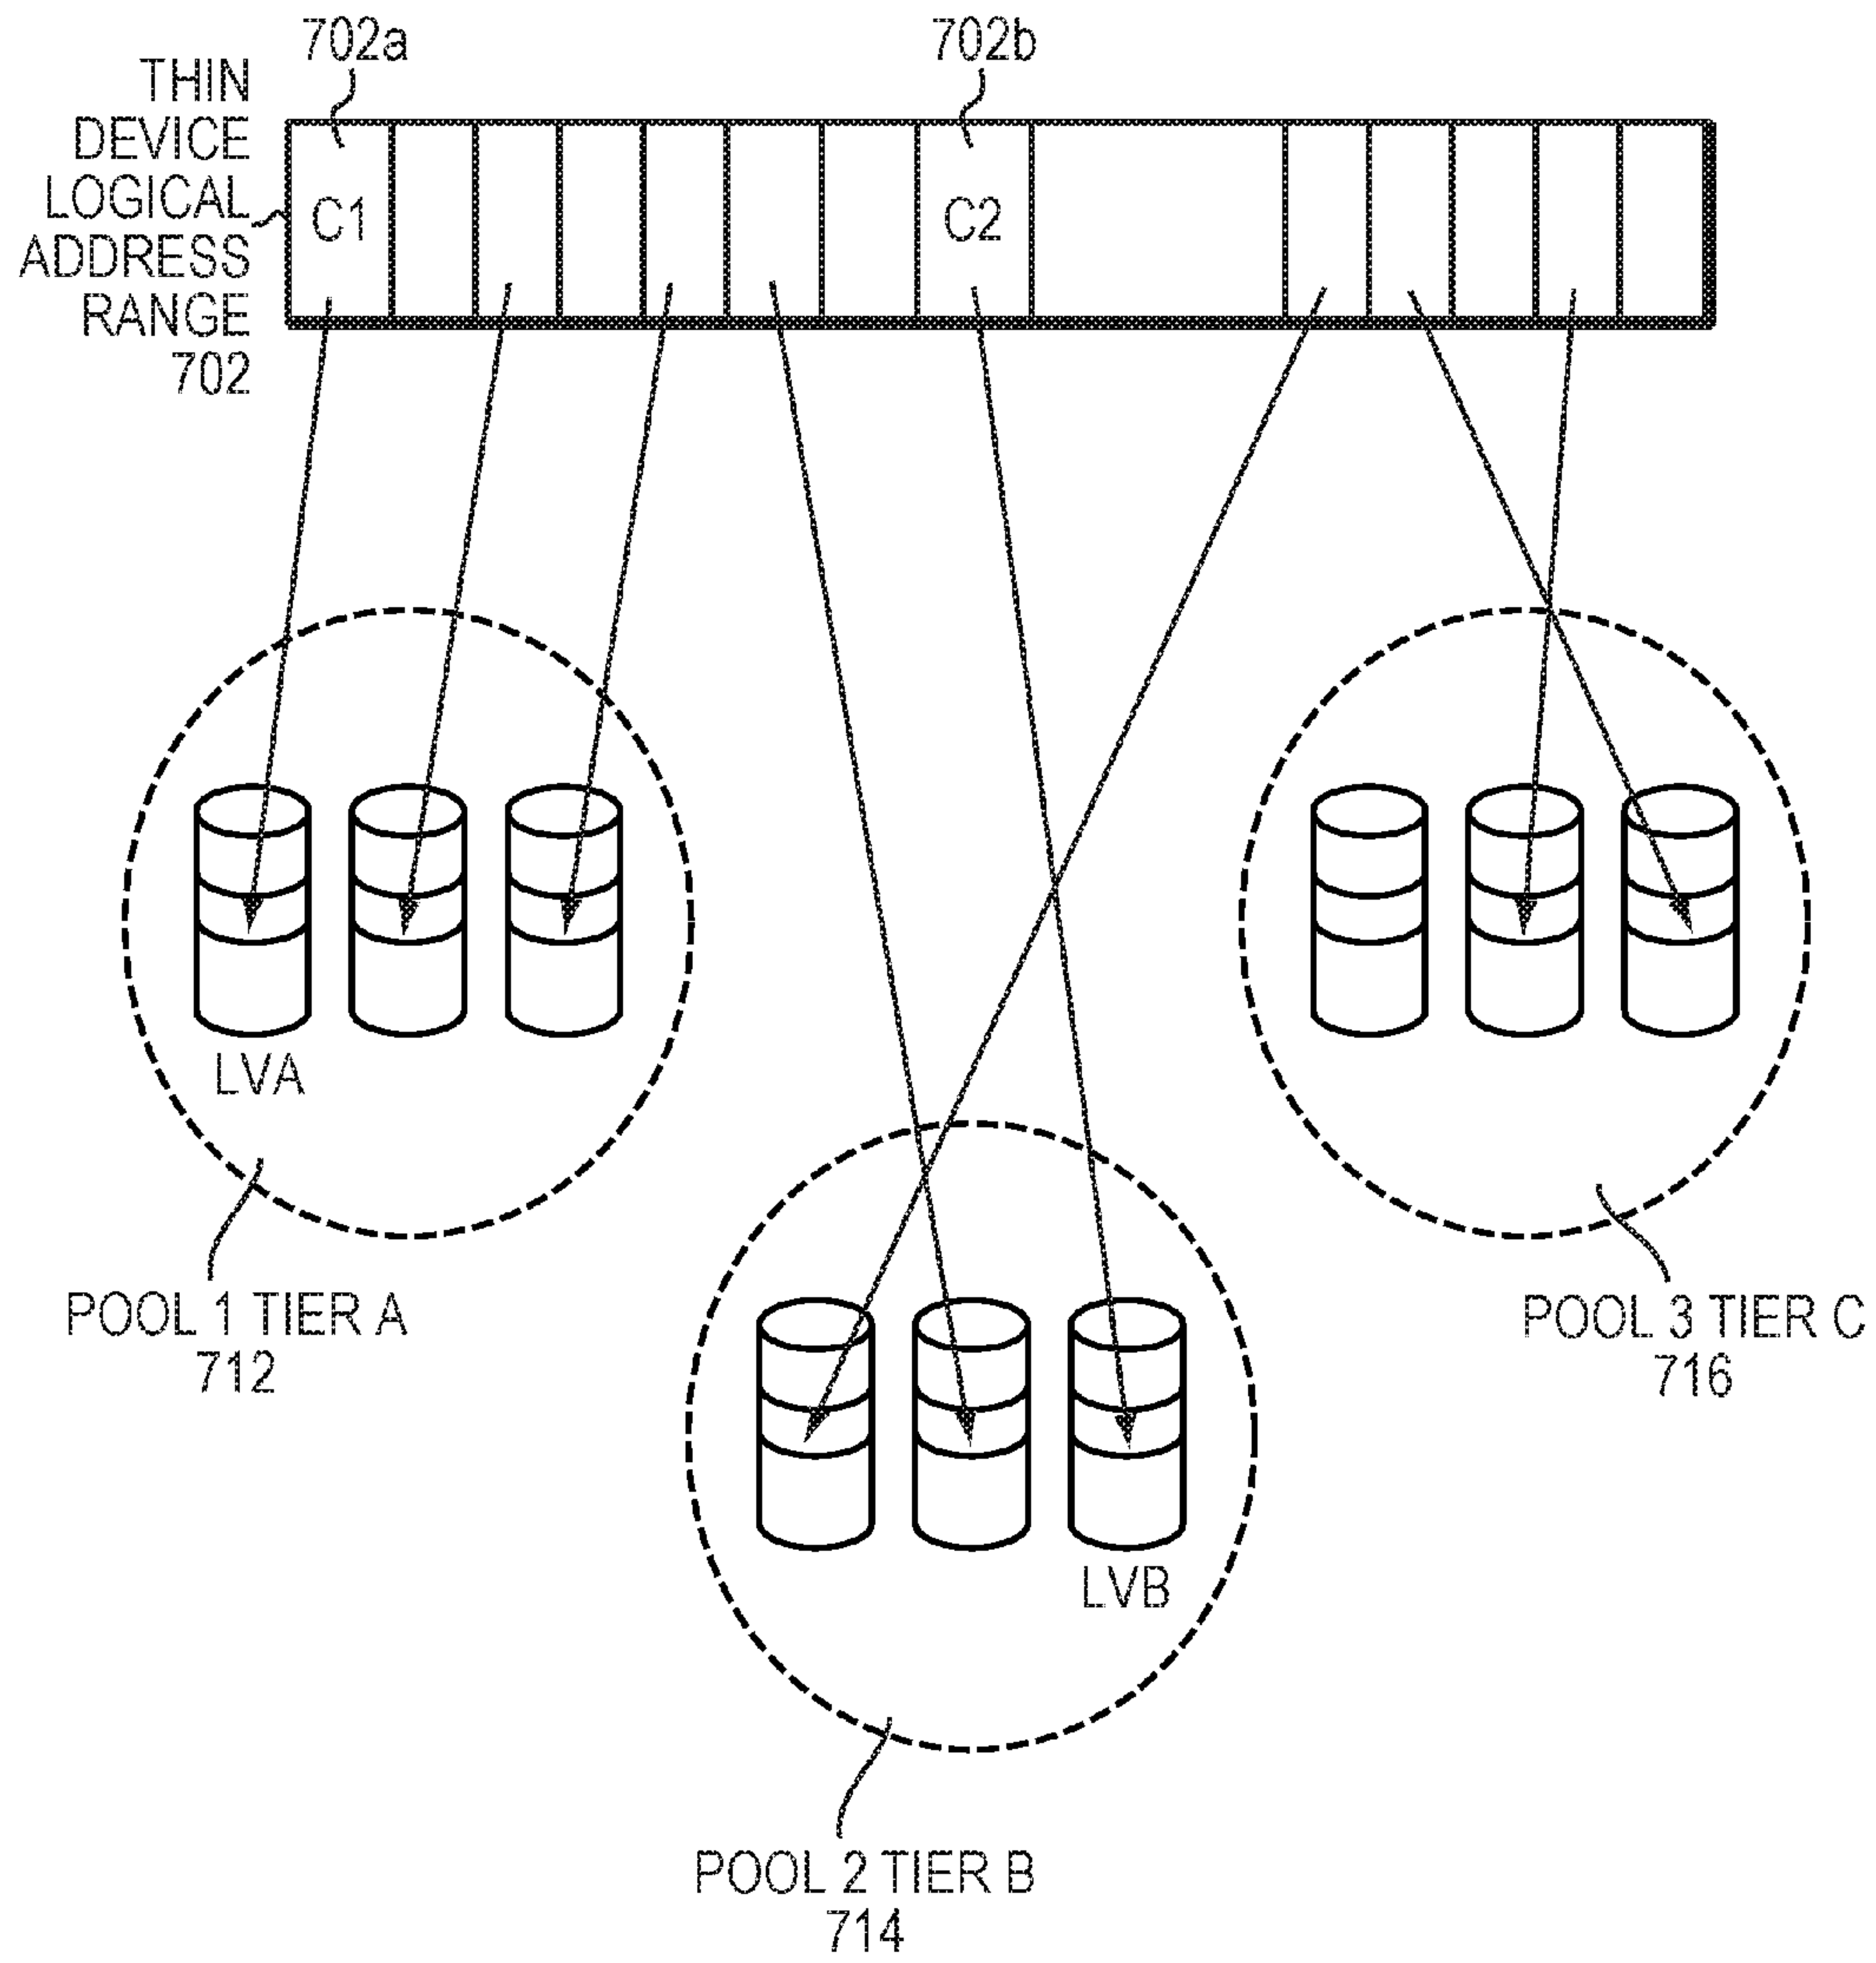 702a
702b
THIN
DEVICE
LOGICAL
ADDRESS
RANGE
702
C1
C2
LVA
POOL 1 TIER A
712
POOL 3 TIER C
716
LVB
POOL 2 TIER B
714